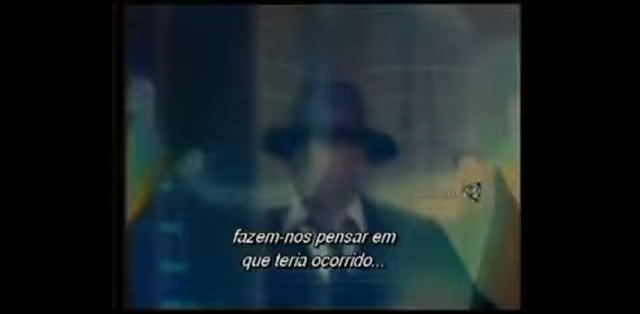 fazem-nos pensar em
que teria ocorrido...